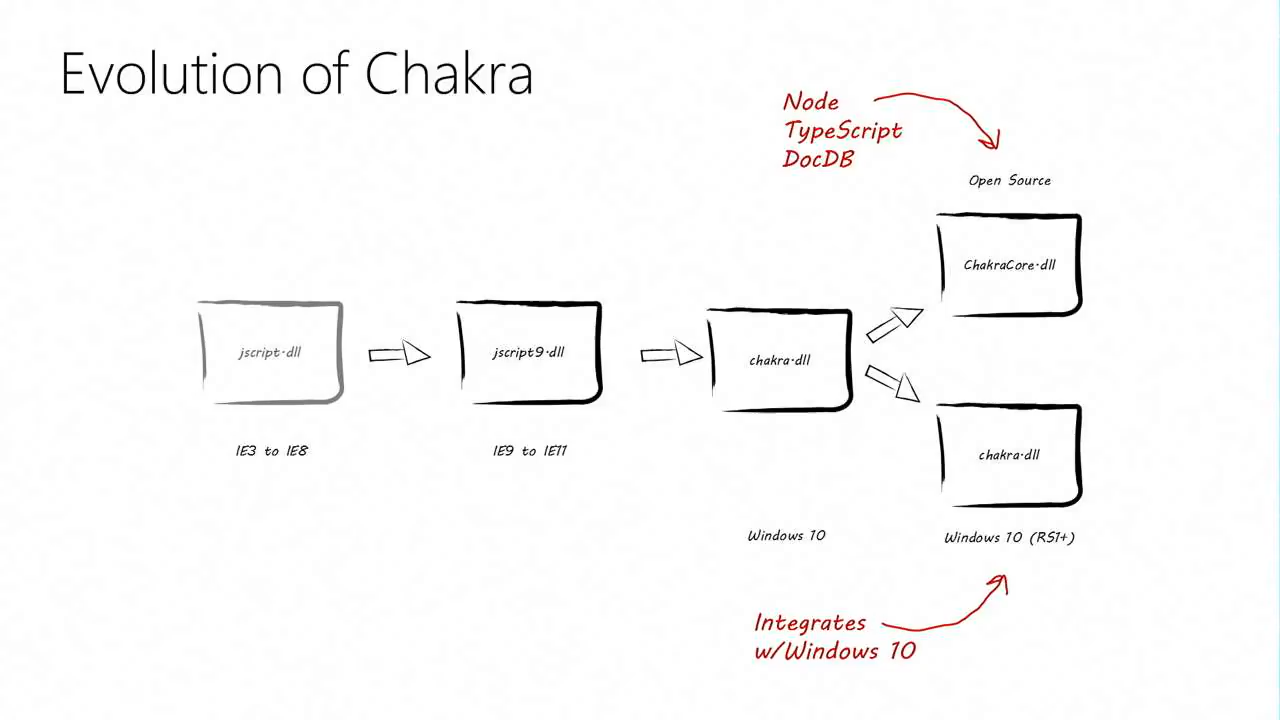 Evolution of Chakra
Node
TypeScript
DocDB
Open Source
ChakraCore.dll
jscript.dll
jscript9.dll
chakra.dll
chakra.dll
IE3 to IE8
IE9 to IE11
Windows 10
Windows 10 (RS1+)
Integrates
w/Windows 10